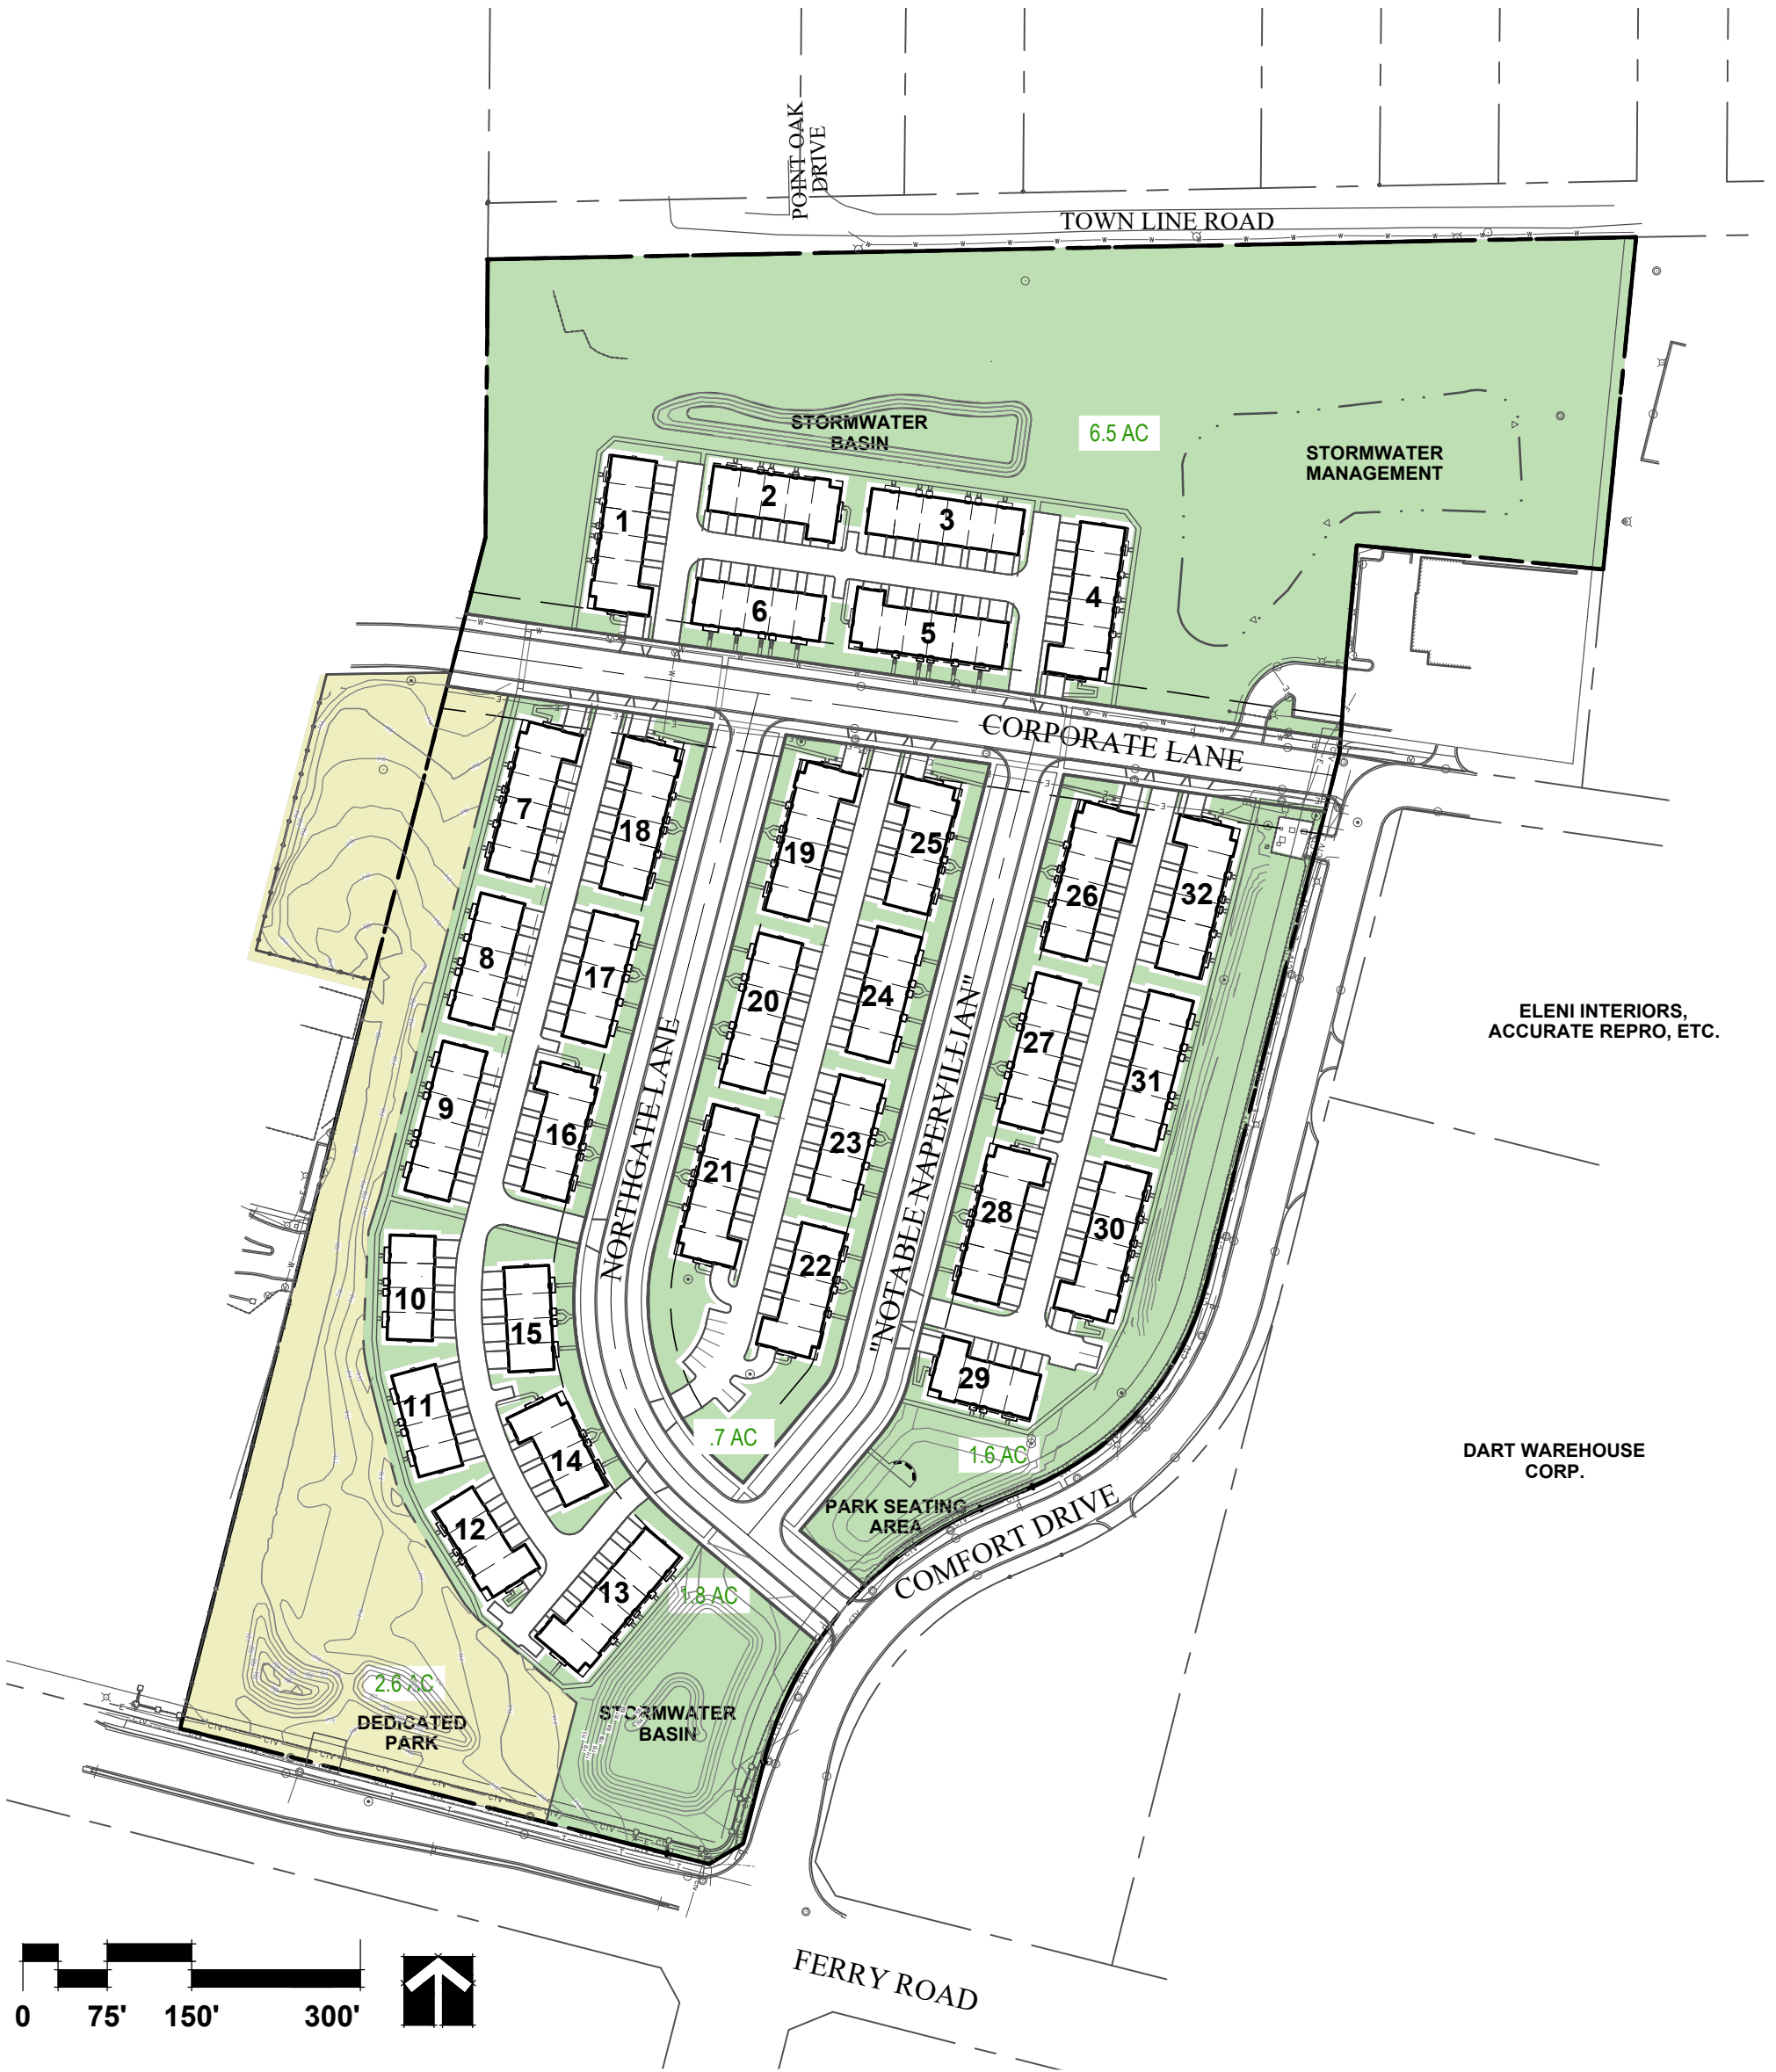 POINT OAK
DRIVE
TOWN LINE ROAD
STORMWATER
BASIN
6.5 AC
STORMWATER
MANAGEMENT
1
2
3
4
6
5
CORPORATE LANE
7
18
19
25
26
32
8
17
20
24
27
31
9
16
21
23
28
30
NORTHGATE LANE
"NOTABLE NAPERVILLIAN"
ELENI INTERIORS,
ACCURATE REPRO, ETC.
10
15
22
29
11
14
12
13
.7 AC
1.6 AC
PARK SEATING
AREA
COMFORT DRIVE
DART WAREHOUSE
CORP.
1.8 AC
2.6 AC
DEDICATED
PARK
STORMWATER
BASIN
FERRY ROAD
0 75' 150' 300'